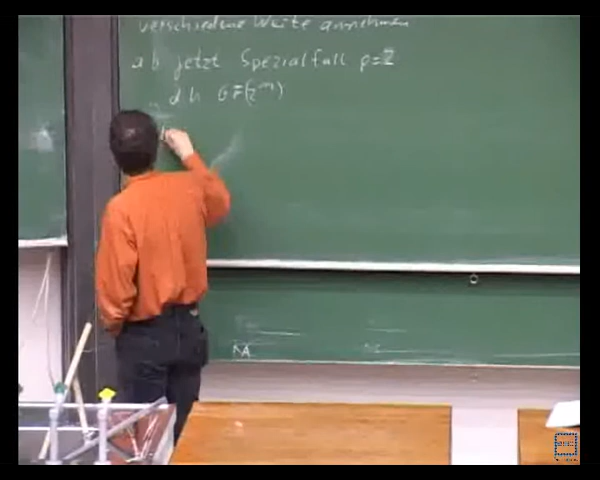 verschiedene Werte annehmen
ab jetzt Spezialfall p=2
d h GF(2^m)